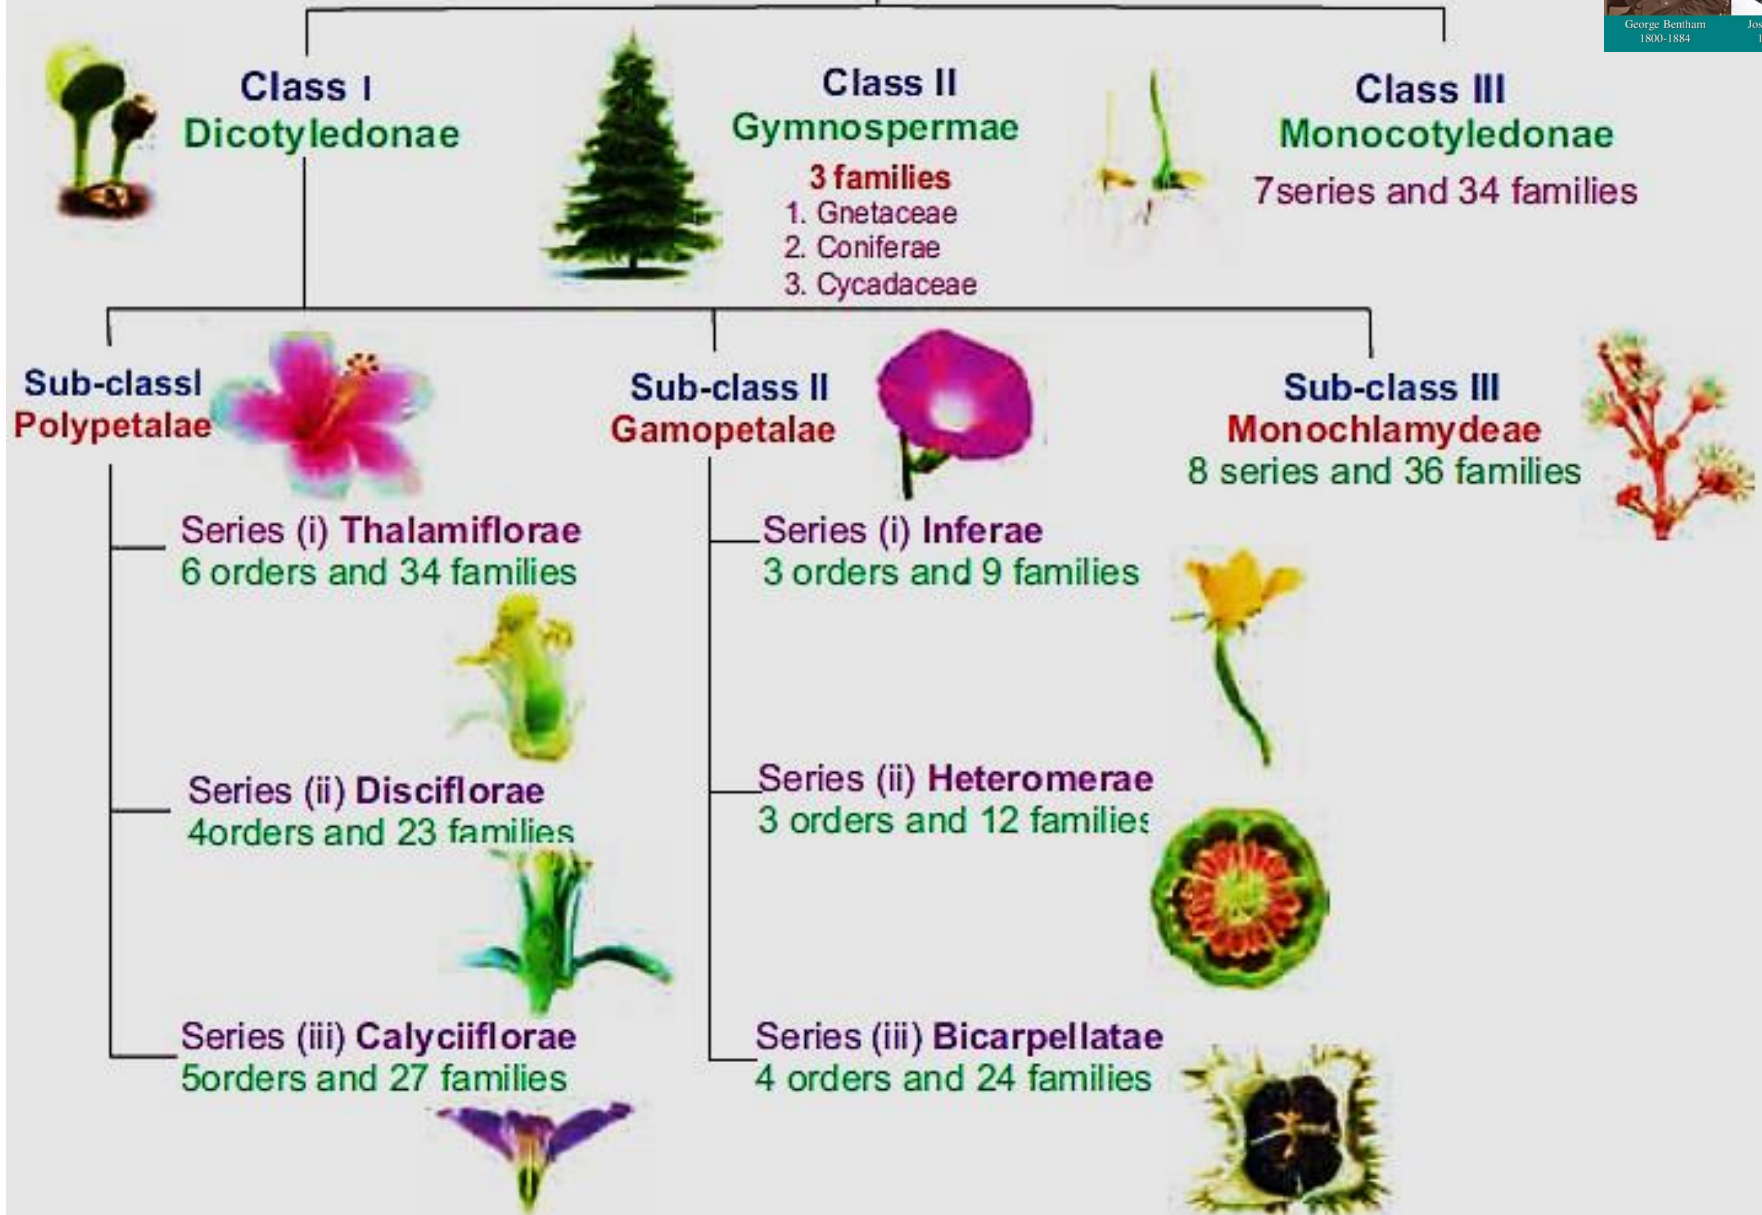 George Bentham
1800-1884
Class I
Dicotyledonae
Class II
Gymnospermae
3 families
1. Gnetaceae
2. Coniferae
3. Cycadaceae
Class III
Monocotyledonae
7series and 34 families
Sub-classI
Polypetalae
Sub-class II
Gamopetalae
Sub-class III
Monochlamydeae
8 series and 36 families
Series (i) Thalamiflorae
6 orders and 34 families
Series (ii) Disciflorae
4orders and 23 families
Series (iii) Calyciiflorae
5orders and 27 families
Series (i) Inferae
3 orders and 9 families
Series (ii) Heteromerae
3 orders and 12 families
Series (iii) Bicarpellatae
4 orders and 24 families